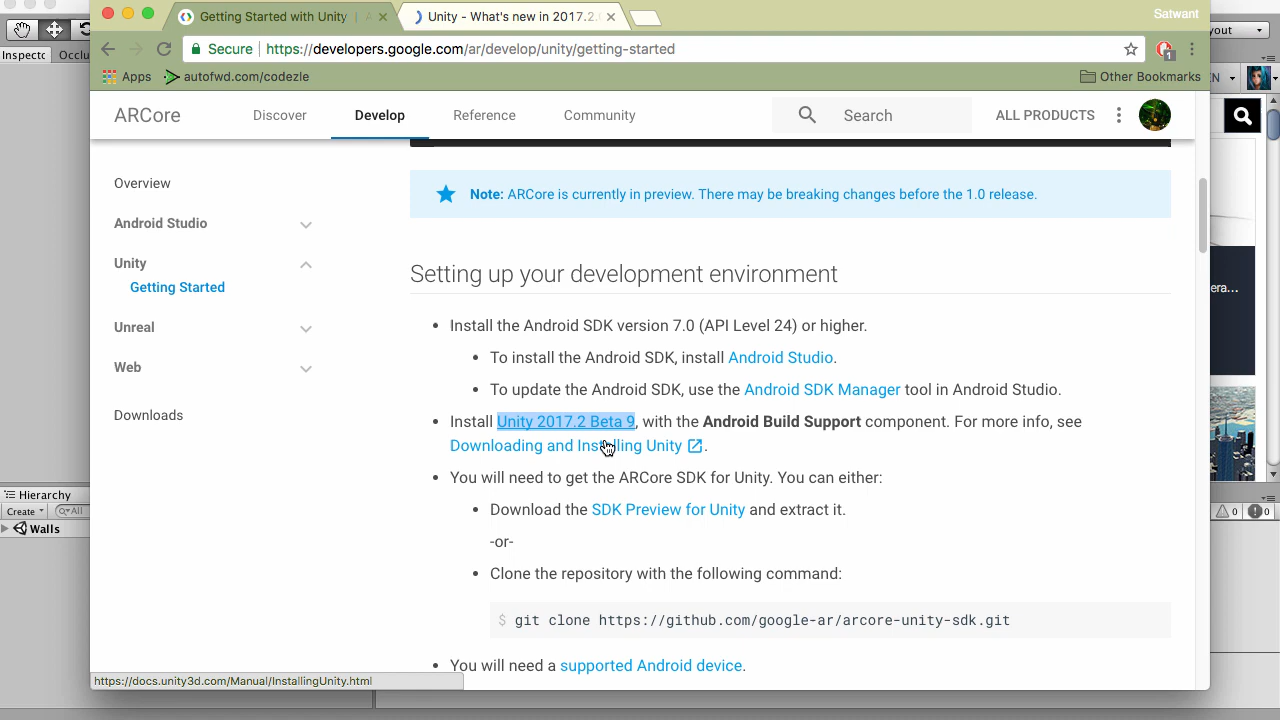 Getting Started with Unity | A
Unity - What's new in 2017.2.
Satwant
Inspecto
Occlu
Secure | https://developers.google.com/ar/develop/unity/getting-started
1
Apps
autofwd.com/codezle
Other Bookmarks
ARCore
Discover
Develop
Reference
Community
Search
ALL PRODUCTS
Overview
Android Studio
Unity
Getting Started
Unreal
Web
Downloads
Note: ARCore is currently in preview. There may be breaking changes before the 1.0 release.
Setting up your development environment
• Install the Android SDK version 7.0 (API Level 24) or higher.
• To install the Android SDK, install Android Studio.
• To update the Android SDK, use the Android SDK Manager tool in Android Studio.
• Install Unity 2017.2 Beta 9, with the Android Build Support component. For more info, see
Downloading and Installing Unity.
• You will need to get the ARCore SDK for Unity. You can either:
• Download the SDK Preview for Unity and extract it.
-or-
• Clone the repository with the following command:
$ git clone https://github.com/google-ar/arcore-unity-sdk.git
• You will need a supported Android device.
https://docs.unity3d.com/Manual/InstallingUnity.html
Hierarchy
Create
All
Walls
yout
EN
era...
0
0